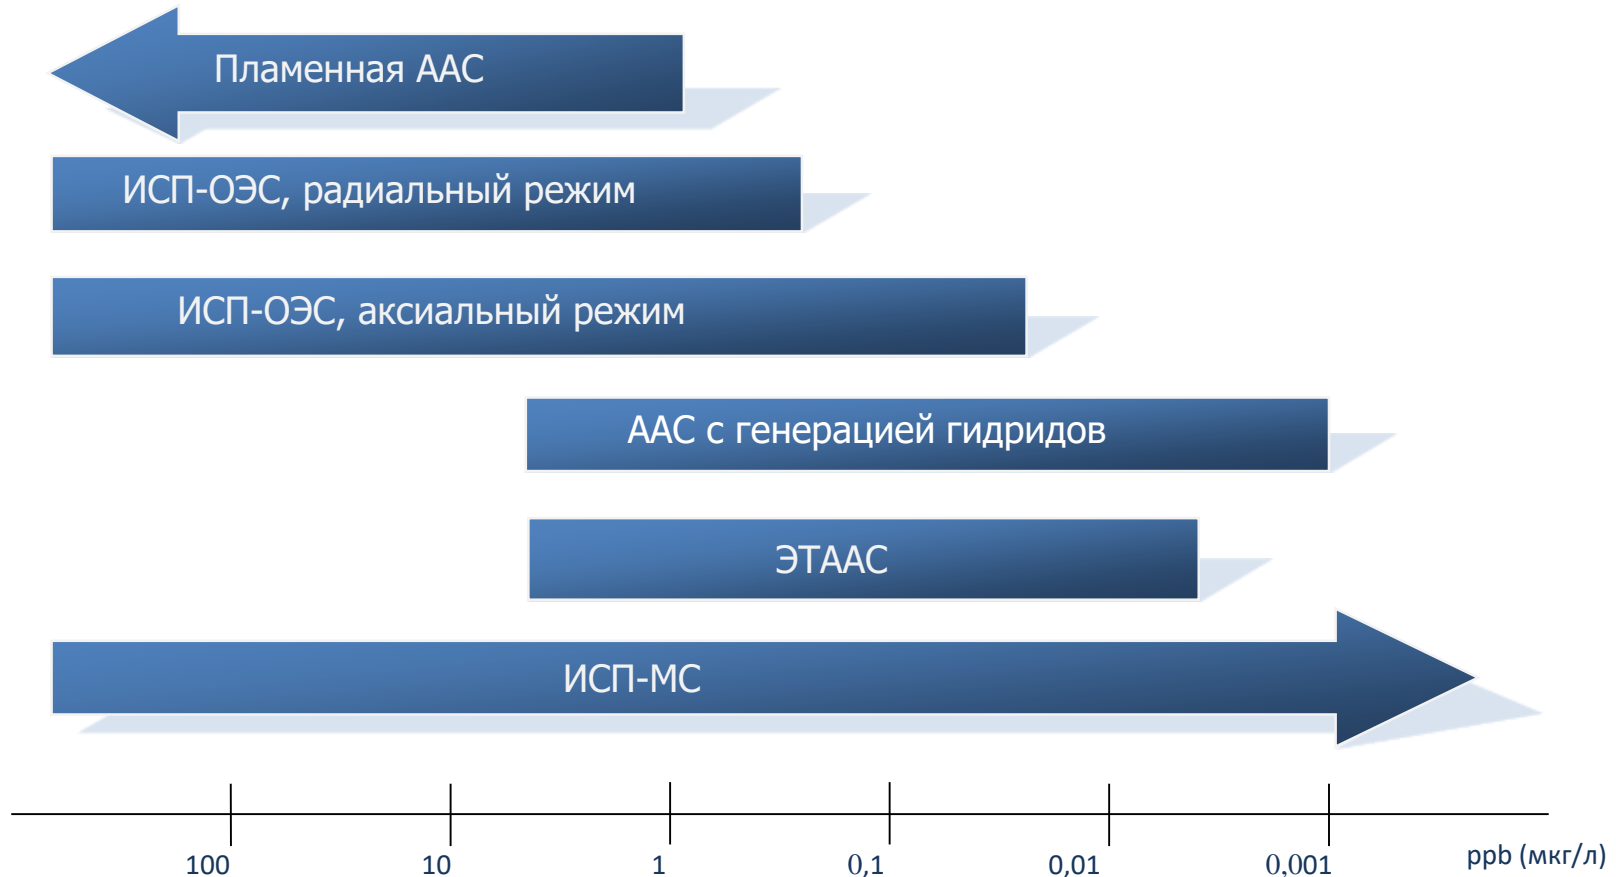 Пламенная ААС
ИСП-ОЭС, радиальный режим
ИСП-ОЭС, аксиальный режим
ААС с генерацией гидридов
ЭТААС
ИСП-МС
100 10 1 0,1 0,01 0,001 ppb (мкг/л)